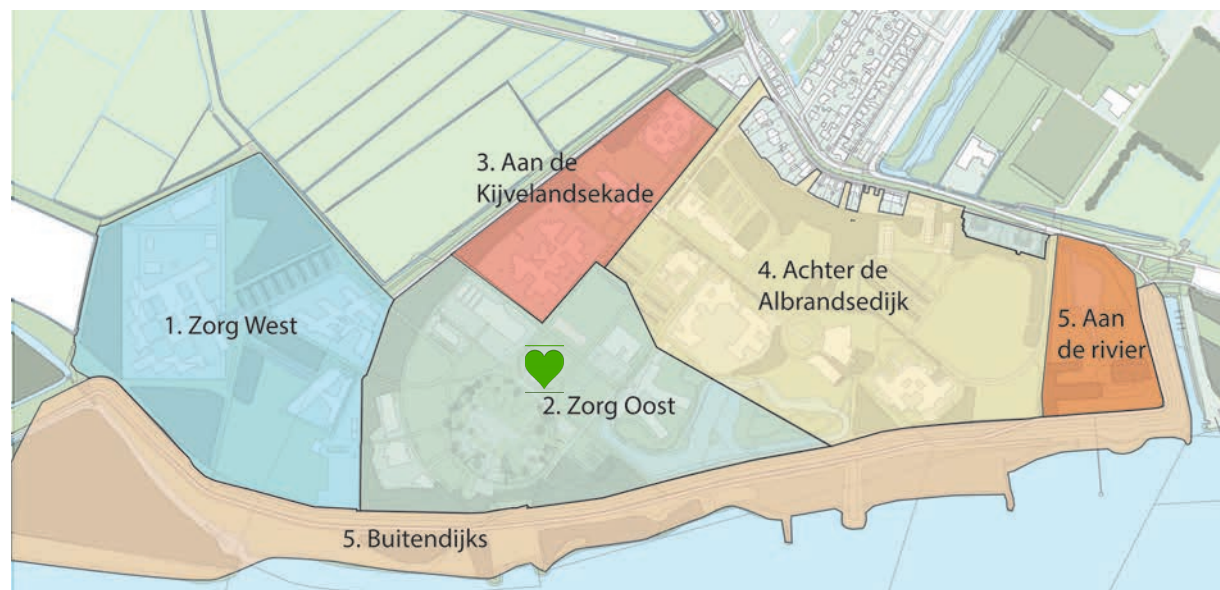 3. Aan de
Kijvelandsekade
4. Achter de
Albrandsedijk
1. Zorg West
5. Aan
de rivier
2. Zorg Oost
5. Buitendijks